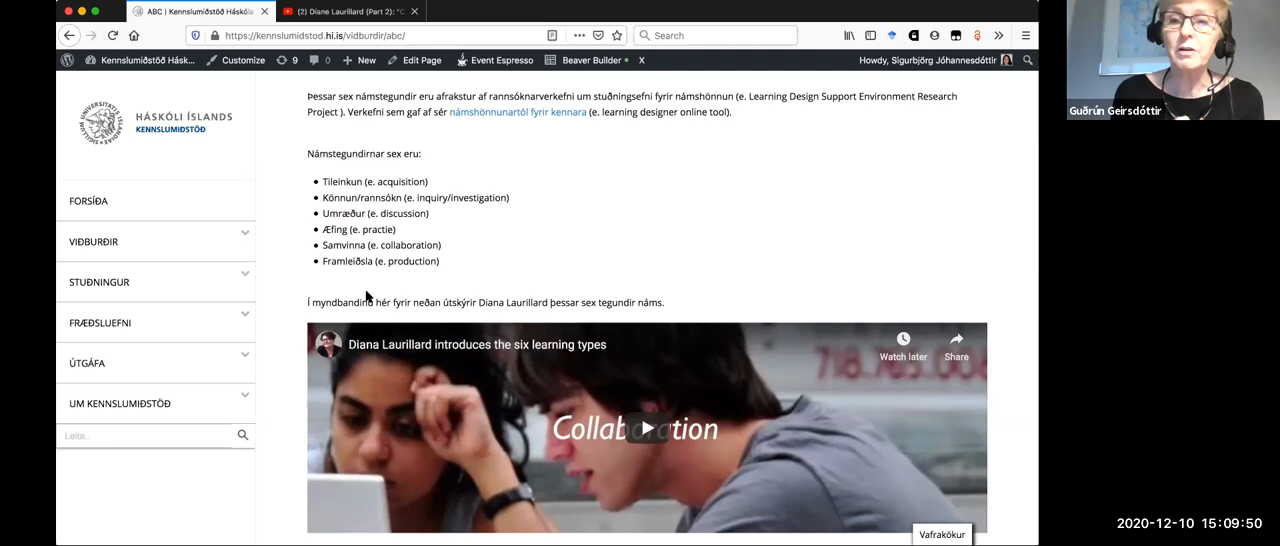 ABC | Kennslumiðstöð Háskóla
(2) Diane Laurillard (Part 2): "C
https://kennslumidstod.hi.is/vidburdir/abc/
Search
Kennslumiðstöð Hásk…
Customize
9
0
New
Edit Page
Event Espresso
Beaver Builder
X
Howdy, Sigurbjörg Jóhannesdóttir
HÁSKÓLI ÍSLANDS
KENNSLUMIÐSTÖÐ
FORSÍÐA
VIÐBURÐIR
STUÐNINGUR
FRÆÐSLUEFNI
ÚTGÁFA
UM KENNSLUMIÐSTÖÐ
Leita..
Þessar sex námstegundir eru afrakstur af rannsóknarverkefni um stuðningsefni fyrir námshönnun (e. Learning Design Support Environment Research
Project ). Verkefni sem gaf af sér námshönnunartól fyrir kennara (e. learning designer online tool).
Námstegundirnar sex eru:
Tileinkun (e. acquisition)
Könnun/rannsókn (e. inquiry/investigation)
Umræður (e. discussion)
Æfing (e. practie)
Samvinna (e. collaboration)
Framleiðsla (e. production)
Í myndbandinu hér fyrir neðan útskýrir Diana Laurillard þessar sex tegundir náms.
Diana Laurillard introduces the six learning types
Watch later
Share
Collaboration
Vafrakökur
Guðrún Geirsdóttir
2020-12-10 15:09:50